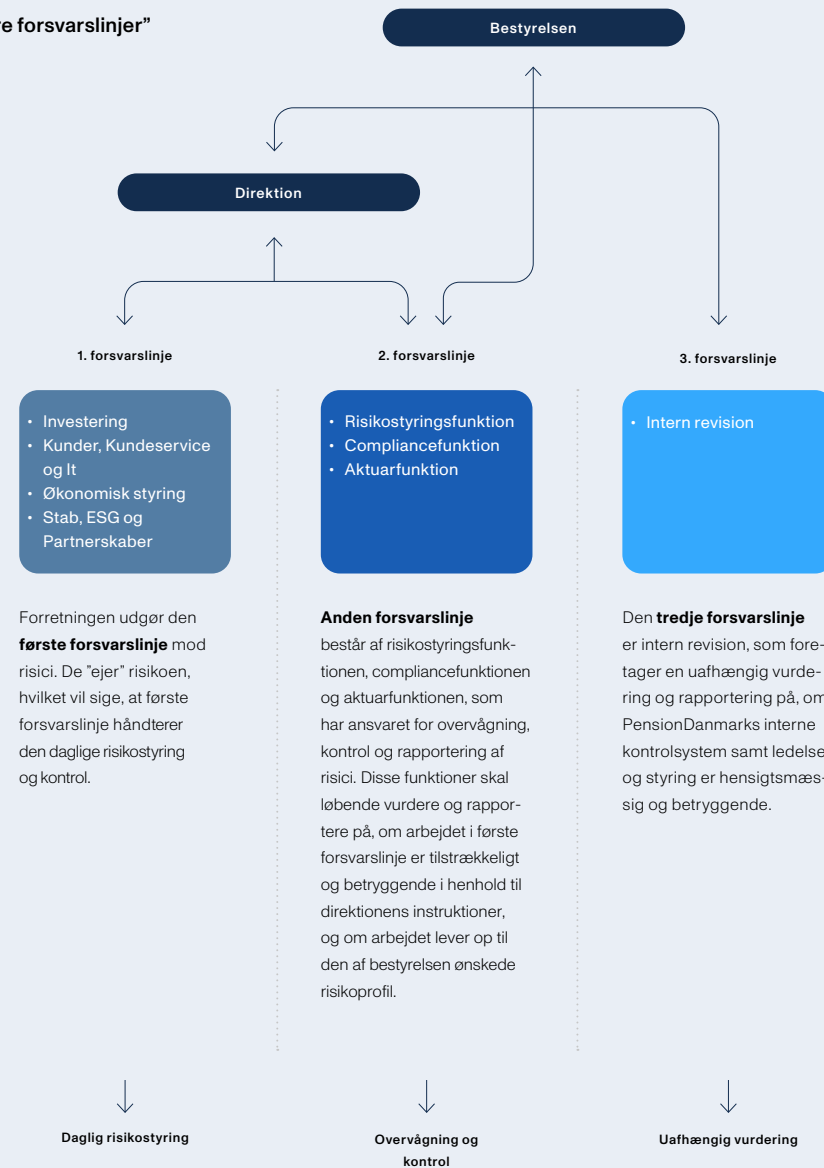 re forsvarslinjer”
Bestyrelsen
Direktion
1. forsvarslinje
• Investering
• Kunder, Kundeservice
og It
• Økonomisk styring
• Stab, ESG og
Partnerskaber
Forretningen udgør den
første forsvarslinje mod
risici. De ”ejer” risikoen,
hvilket vil sige, at første
forsvarslinje håndterer
den daglige risikostyring
og kontrol.
Daglig risikostyring
2. forsvarslinje
• Risikostyringsfunktion
• Compliancefunktion
• Aktuarfunktion
Anden forsvarslinje
består af risikostyringsfunk-
tionen, compliancefunktionen
og aktuarfunktionen, som
har ansvaret for overvågning,
kontrol og rapportering af
risici. Disse funktioner skal
løbende vurdere og rappor-
tere på, om arbejdet i første
forsvarslinje er tilstrækkeligt
og betryggende i henhold til
direktionens instruktioner,
og om arbejdet lever op til
den af bestyrelsen ønskede
risikoprofil.
Overvågning og
kontrol
3. forsvarslinje
• Intern revision
Den tredje forsvarslinje
er intern revision, som fore-
tager en uafhængig vurde-
ring og rapportering på, om
PensionDanmarks interne
kontrolsystem samt ledelse
og styring er hensigtsmæs-
sig og betryggende.
Uafhængig vurdering